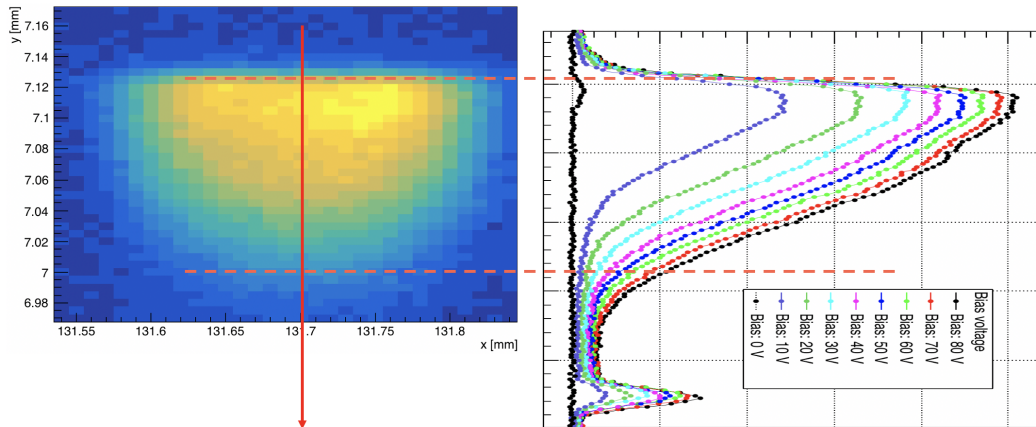 y [mm]
7.16
7.14
7.12
7.1
7.08
7.06
7.04
7.02
7
6.98
131.55
131.6
131.65
131.7
131.75
131.8
x [mm]
Bias voltage
Bias: 80 V
Bias: 70 V
Bias: 60 V
Bias: 50 V
Bias: 40 V
Bias: 30 V
Bias: 20 V
Bias: 10 V
Bias: 0 V